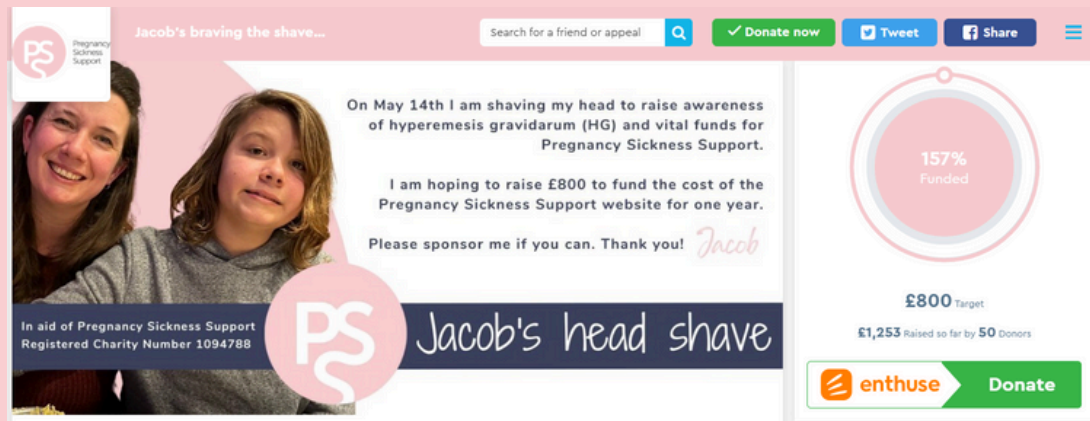 PSS
Pregnancy
Sickness
Support
Jacob's braving the shave...
Search for a friend or appeal
Donate now
Tweet
Share
On May 14th I am shaving my head to raise awareness
of hyperemesis gravidarum (HG) and vital funds for
Pregnancy Sickness Support.
I am hoping to raise £800 to fund the cost of the
Pregnancy Sickness Support website for one year.
Please sponsor me if you can. Thank you! Jacob
In aid of Pregnancy Sickness Support
Registered Charity Number 1094788
PSS
Jacob's head shave
157%
Funded
£800 Target
£1,253 Raised so far by 50 Donors
enthuse Donate